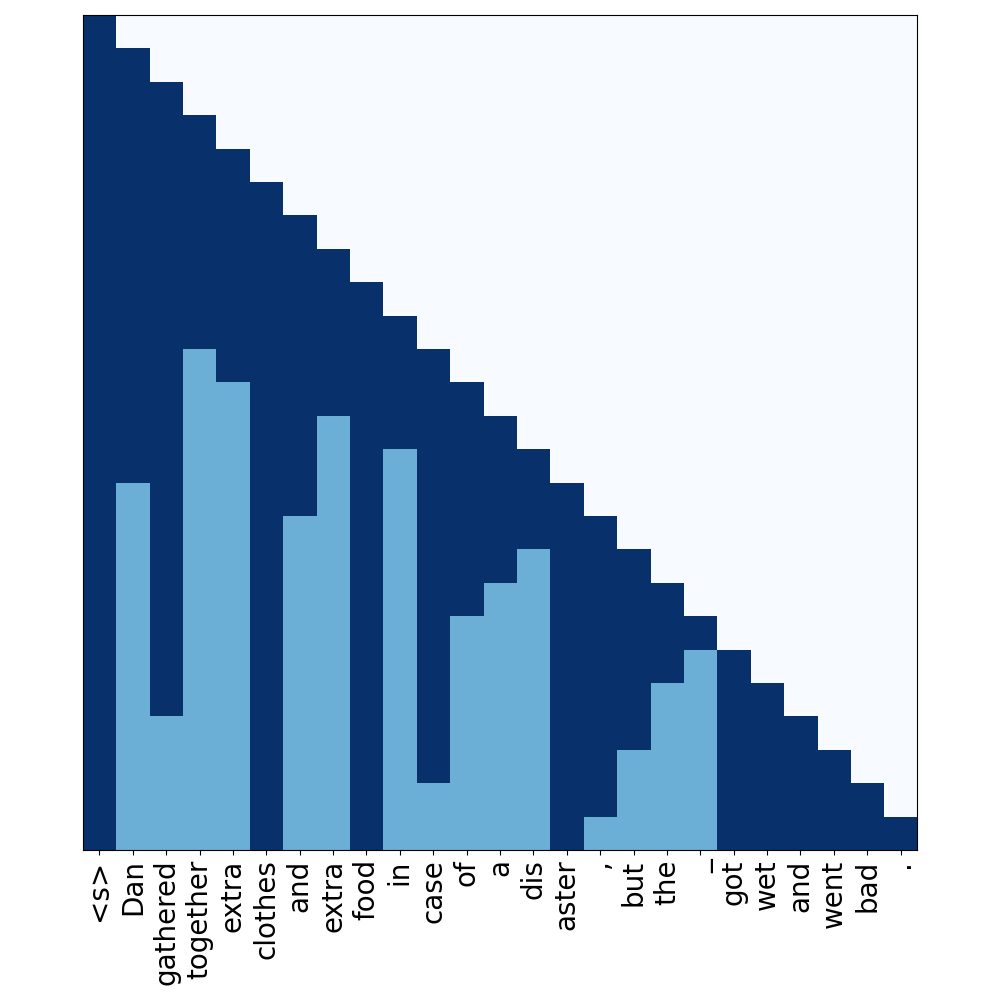 <s> Dan gathered together extra clothes and extra food in case of a dis aster , but the _ got wet and went bad .